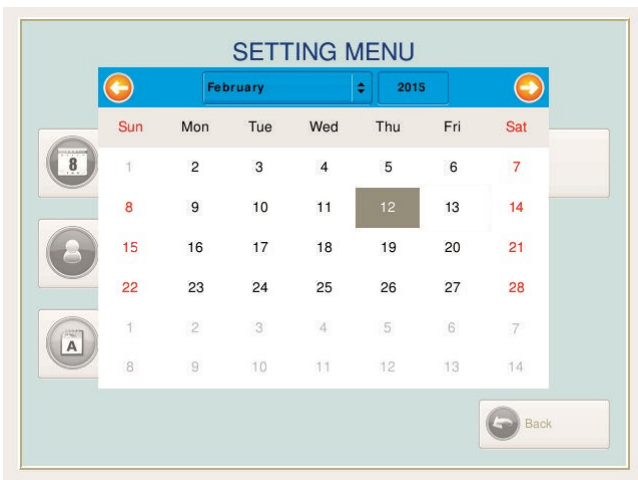 SETTING MENU
February 2015
Sun Mon Tue Wed Thu Fri Sat
1 2 3 4 5 6 7
8 9 10 11 12 13 14
15 16 17 18 19 20 21
22 23 24 25 26 27 28
1 2 3 4 5 6 7
8 9 10 11 12 13 14
8
A
Back